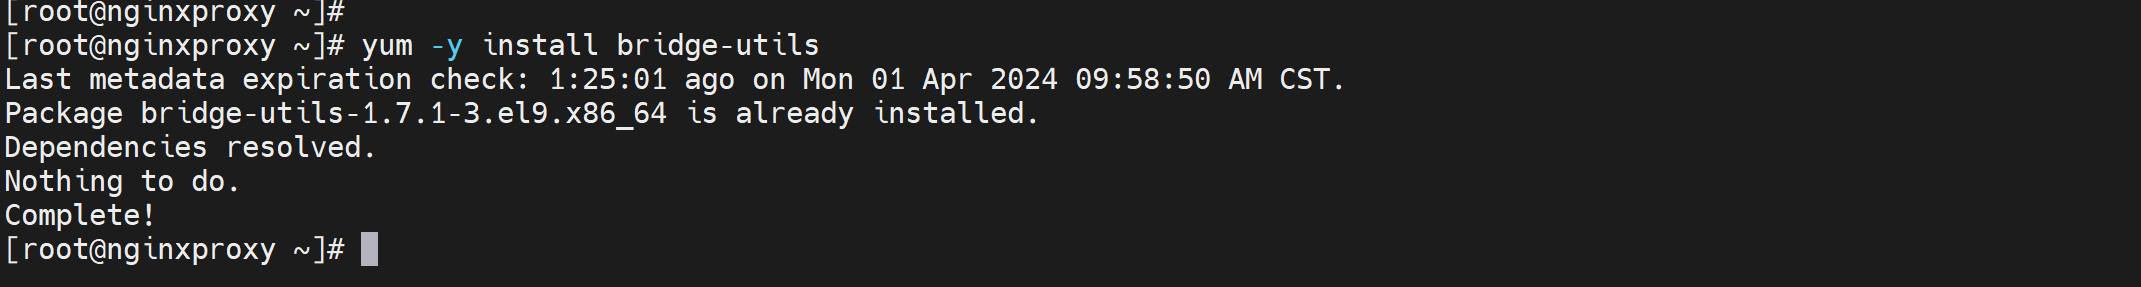 [root@nginxproxy ~]#
[root@nginxproxy ~]# yum -y install bridge-utils
Last metadata expiration check: 1:25:01 ago on Mon 01 Apr 2024 09:58:50 AM CST.
Package bridge-utils-1.7.1-3.el9.x86_64 is already installed.
Dependencies resolved.
Nothing to do.
Complete!
[root@nginxproxy ~]#